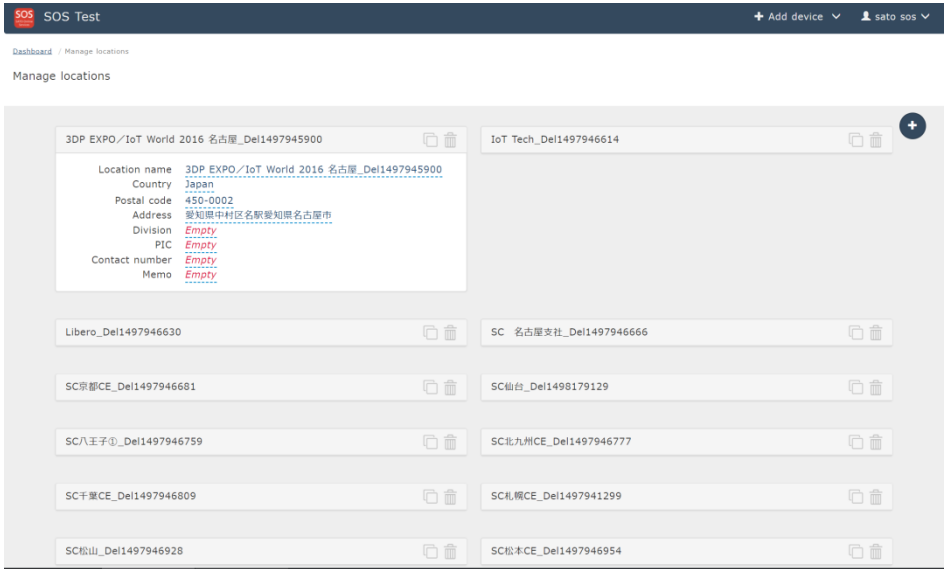 SOS
SOS Test
Add device
sato sos
Dashboard / Manage locations
Manage locations
3DP EXPO／IoT World 2016 名古屋_Del1497945900
IoT Tech_Del1497946614
Location name 3DP EXPO／IoT World 2016 名古屋_Del1497945900
Country Japan
Postal code 450-0002
Address 愛知県中村区名駅愛知県名古屋市
Division Empty
PIC Empty
Contact number Empty
Memo Empty
Libero_Del1497946630
SC　名古屋支社_Del1497946666
SC京都CE_Del1497946681
SC仙台_Del1498179129
SC八王子①_Del1497946759
SC北九州CE_Del1497946777
SC千葉CE_Del1497946809
SC札幌CE_Del1497941299
SC松山_Del1497946928
SC松本CE_Del1497946954